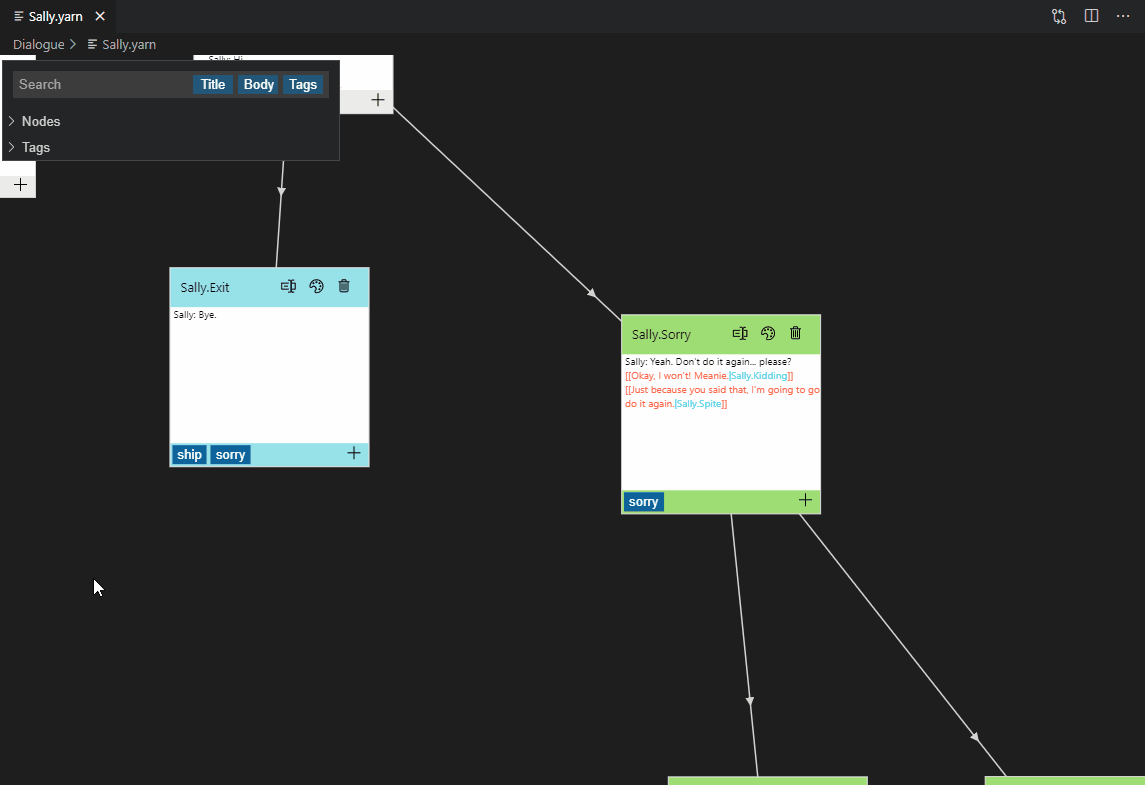 Sally.yarn
Dialogue > Sally.yarn
Sally: Hi.
Search Title Body Tags
Nodes
Tags
Sally.Exit
Sally: Bye.
ship sorry
Sally.Sorry
Sally: Yeah. Don't do it again... please?
[[Okay, I won't! Meanie.|Sally.Kidding]]
[[Just because you said that, I'm going to go
do it again.|Sally.Spite]]
sorry